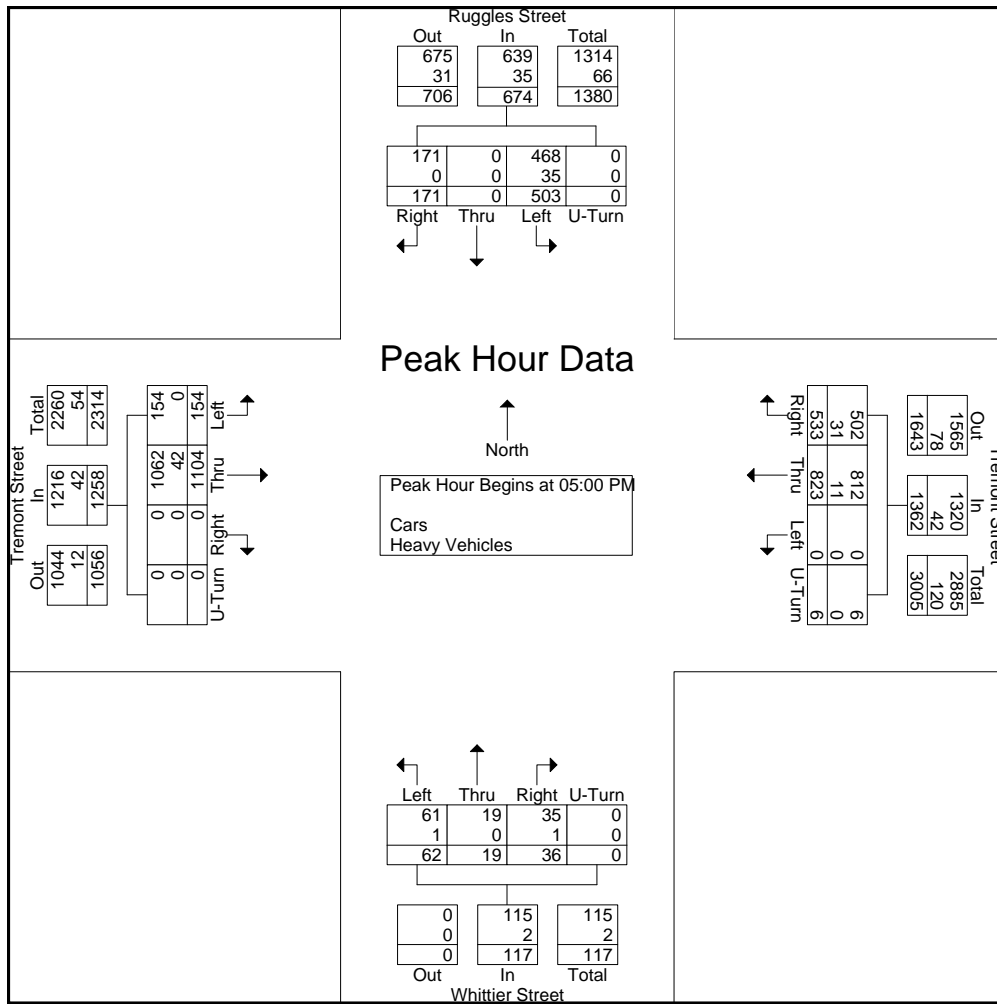 Ruggles Street
Out In Total
675 639 1314
31 35 66
706 674 1380
171 0 468 0
0 0 35 0
171 0 503 0
Right Thru Left U-Turn
Peak Hour Data
North
Peak Hour Begins at 05:00 PM
Cars
Heavy Vehicles
Tremont Street
Total In Out
2260 1216 1044
54 42 12
2314 1258 1056
154 1062 0 0
0 42 0 0
154 1104 0 0
Left Thru Right U-Turn
Tremont Street
Out In Total
1565 1320 2885
78 42 120
1643 1362 3005
502 812 0 6
31 11 0 0
533 823 0 6
Right Thru Left U-Turn
Left Thru Right U-Turn
61 19 35 0
1 0 1 0
62 19 36 0
0 115 115
0 2 2
0 117 117
Out In Total
Whittier Street